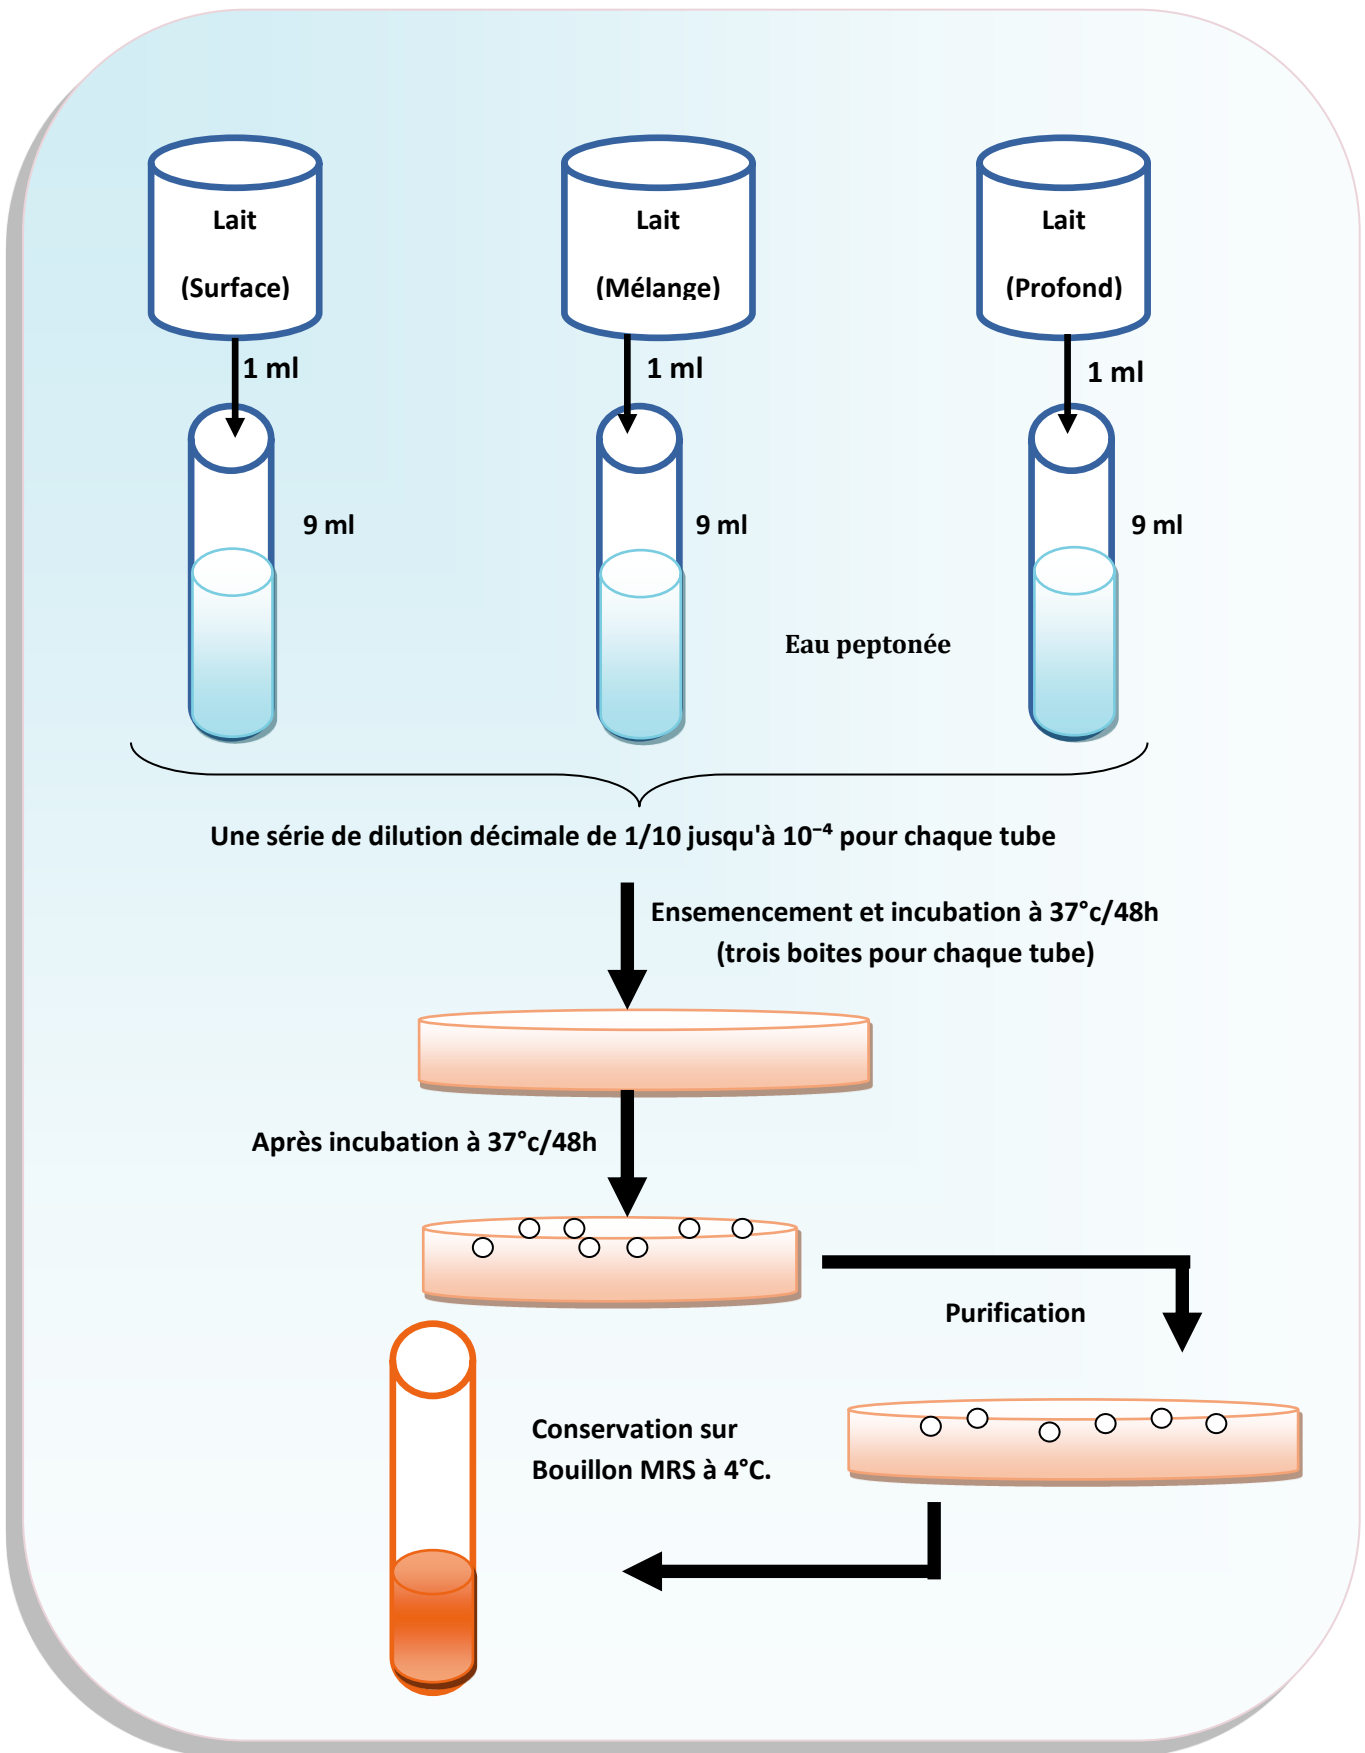 Lait
(Surface)
Lait
(Mélange)
Lait
(Profond)
1 ml
1 ml
1 ml
9 ml
9 ml
9 ml
Eau peptonée
Une série de dilution décimale de 1/10 jusqu'à 10⁻⁴ pour chaque tube
Ensemencement et incubation à 37°c/48h
(trois boites pour chaque tube)
Après incubation à 37°c/48h
Purification
Conservation sur
Bouillon MRS à 4°C.